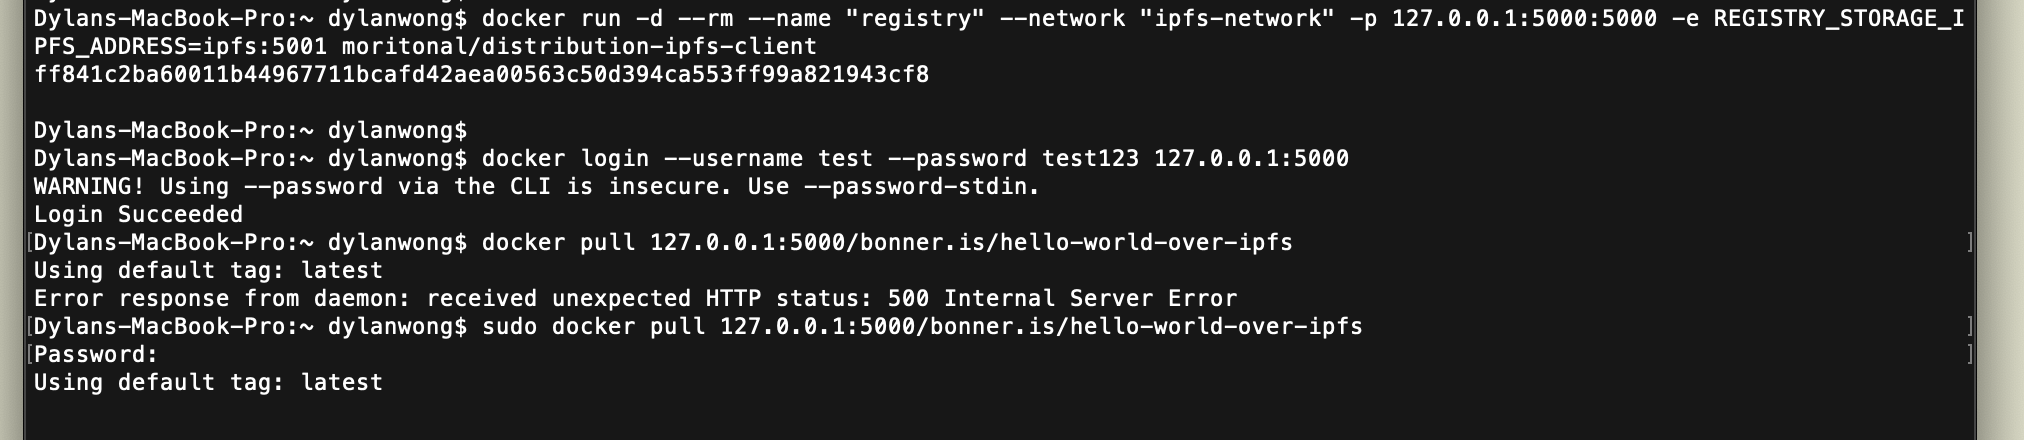 Dylans-MacBook-Pro:~ dylanwong$ docker run -d --rm --name "registry" --network "ipfs-network" -p 127.0.0.1:5000:5000 -e REGISTRY_STORAGE_I
PFS_ADDRESS=ipfs:5001 moritonal/distribution-ipfs-client
ff841c2ba60011b44967711bcafd42aea00563c50d394ca553ff99a821943cf8
Dylans-MacBook-Pro:~ dylanwong$
Dylans-MacBook-Pro:~ dylanwong$ docker login --username test --password test123 127.0.0.1:5000
WARNING! Using --password via the CLI is insecure. Use --password-stdin.
Login Succeeded
[Dylans-MacBook-Pro:~ dylanwong$ docker pull 127.0.0.1:5000/bonner.is/hello-world-over-ipfs ]
Using default tag: latest
Error response from daemon: received unexpected HTTP status: 500 Internal Server Error
[Dylans-MacBook-Pro:~ dylanwong$ sudo docker pull 127.0.0.1:5000/bonner.is/hello-world-over-ipfs ]
[Password: ]
Using default tag: latest